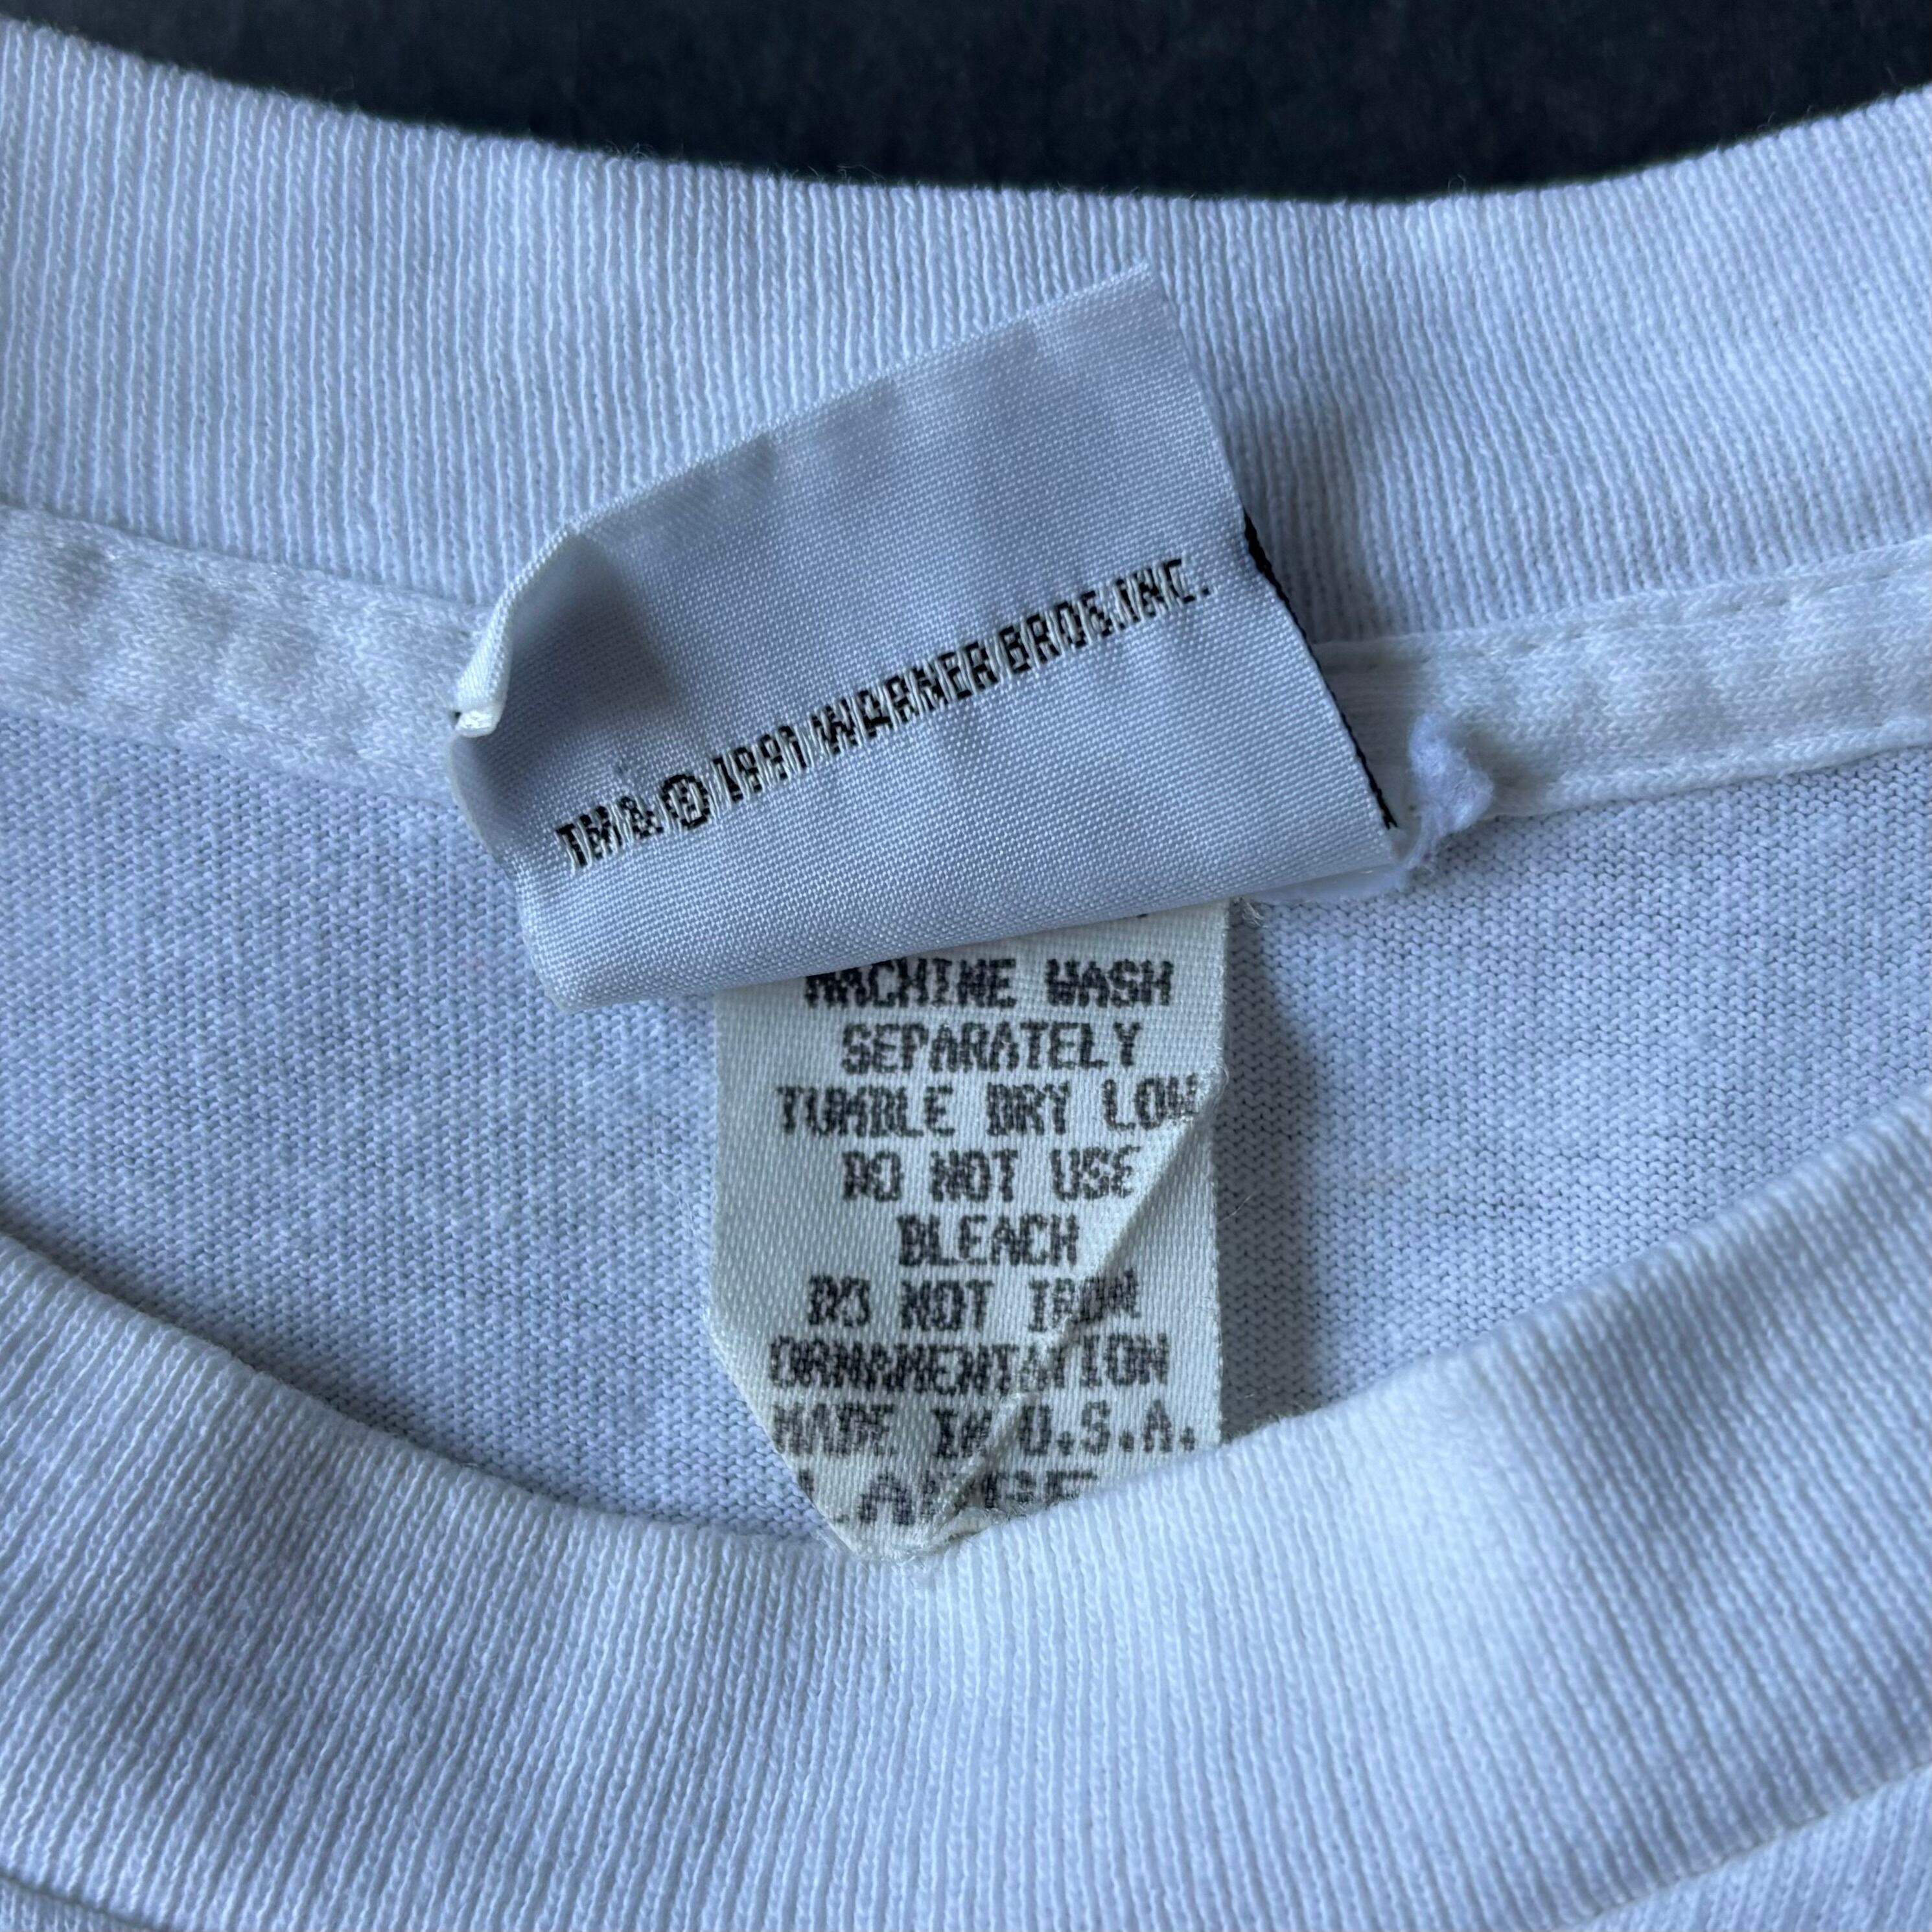 TM & © 1991 WARNER BROS. INC.
MACHINE WASH
SEPARATELY
TUMBLE DRY LOW
DO NOT USE
BLEACH
DO NOT IRON
ORNAMENTATION
MADE IN U.S.A.
LARGE